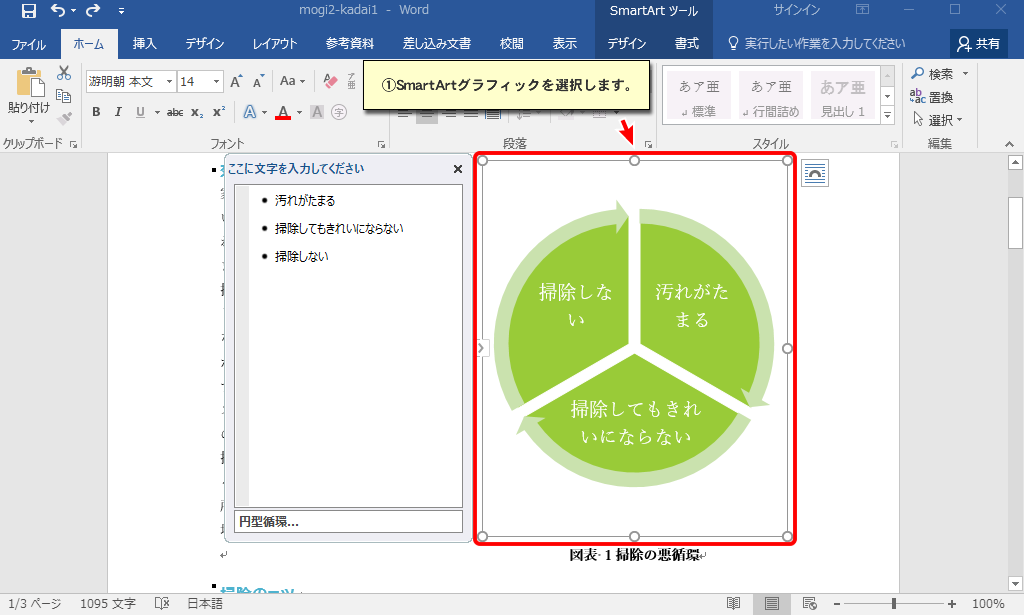 mogi2-kadai1 - Word
SmartArt ツール
サインイン
ファイル
ホーム
挿入
デザイン
レイアウト
参考資料
差し込み文書
校閲
表示
デザイン
書式
実行したい作業を入力してください
共有
貼り付け
クリップボード
游明朝 本文
14
A
A
Aa
B
I
U
abc
x₂
x²
A
A
A
字
フォント
①SmartArtグラフィックを選択します。
段落
あア亜
標準
あア亜
行間詰め
あア亜
見出し 1
スタイル
検索
置換
選択
編集
ここに文字を入力してください
汚れがたまる
掃除してもきれいにならない
掃除しない
円型循環...
掃除しな
い
汚れがた
まる
掃除してもきれ
いにならない
図表 1 掃除の悪循環
掃除のコツ
1/3 ページ
1095 文字
日本語
100%